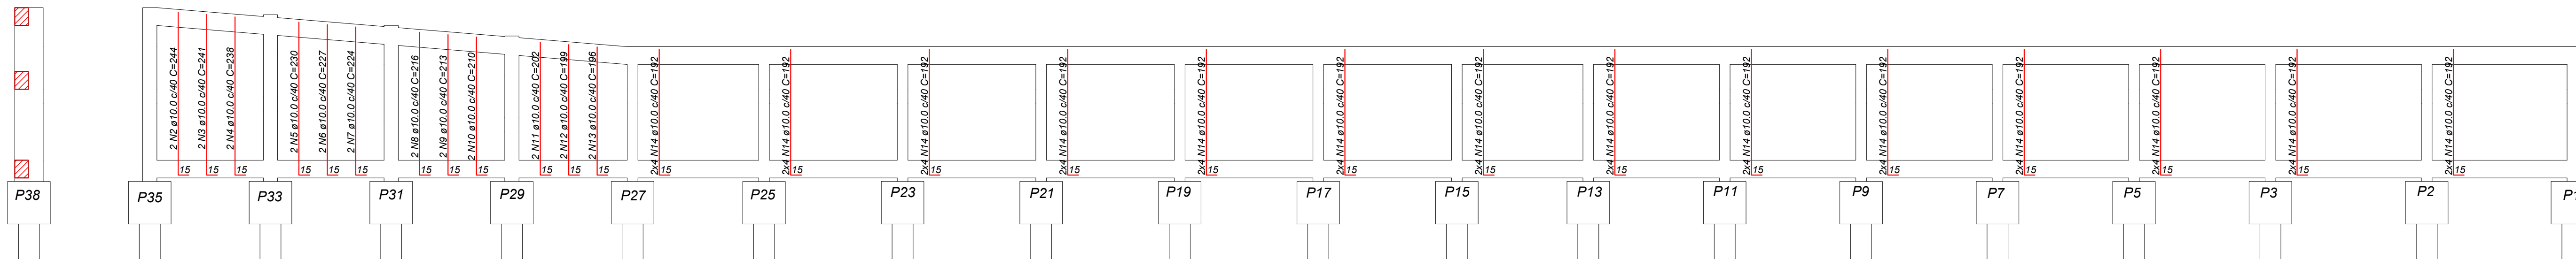 2 N2 ø10.0 c/40 C=244
2 N3 ø10.0 c/40 C=241
2 N4 ø10.0 c/40 C=238
2 N5 ø10.0 c/40 C=230
2 N6 ø10.0 c/40 C=227
2 N7 ø10.0 c/40 C=224
2 N8 ø10.0 c/40 C=216
2 N9 ø10.0 c/40 C=213
2 N10 ø10.0 c/40 C=210
2 N11 ø10.0 c/40 C=202
2 N12 ø10.0 c/40 C=199
2 N13 ø10.0 c/40 C=196
2x4 N14 ø10.0 c/40 C=192
2x4 N14 ø10.0 c/40 C=192
2x4 N14 ø10.0 c/40 C=192
2x4 N14 ø10.0 c/40 C=192
2x4 N14 ø10.0 c/40 C=192
2x4 N14 ø10.0 c/40 C=192
2x4 N14 ø10.0 c/40 C=192
2x4 N14 ø10.0 c/40 C=192
2x4 N14 ø10.0 c/40 C=192
2x4 N14 ø10.0 c/40 C=192
2x4 N14 ø10.0 c/40 C=192
2x4 N14 ø10.0 c/40 C=192
2x4 N14 ø10.0 c/40 C=192
2x4 N14 ø10.0 c/40 C=192
15 15 15 15 15 15 15 15 15 15 15 15 15 15 15 15 15 15 15 15 15 15 15 15 15 15
P38 P35 P33 P31 P29 P27 P25 P23 P21 P19 P17 P15 P13 P11 P9 P7 P5 P3 P2 P1